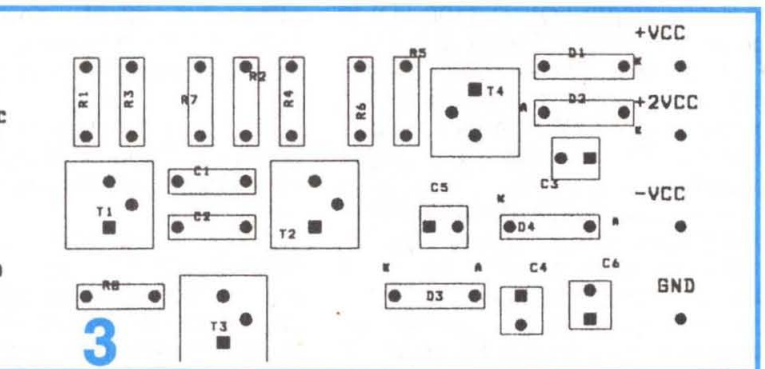 +VCC
R5
D1
K
R1
R3
R7
R2
R4
R6
T4
A
D2
+2VCC
K
C1
C3
C5
K
-VCC
T1
C2
T2
D4
A
R8
K
A
C4
C6
GND
D3
T3
3